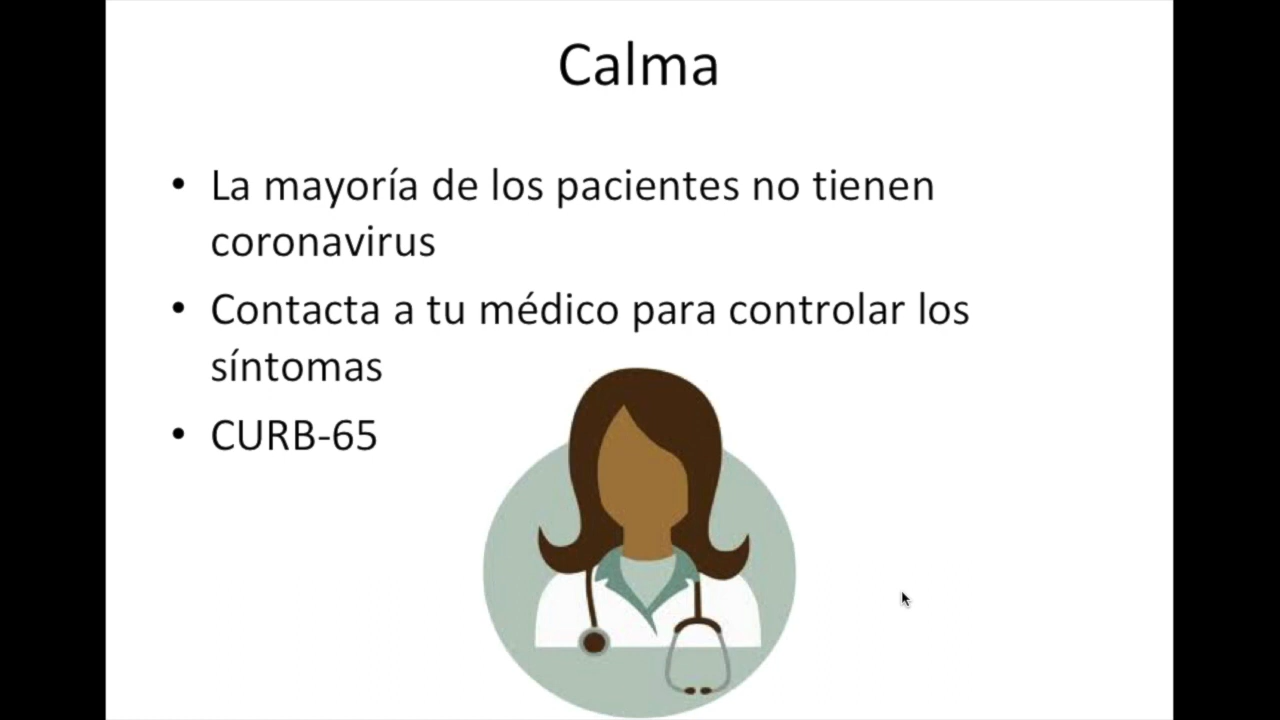 Calma
• La mayoría de los pacientes no tienen
coronavirus
• Contacta a tu médico para controlar los
síntomas
• CURB-65